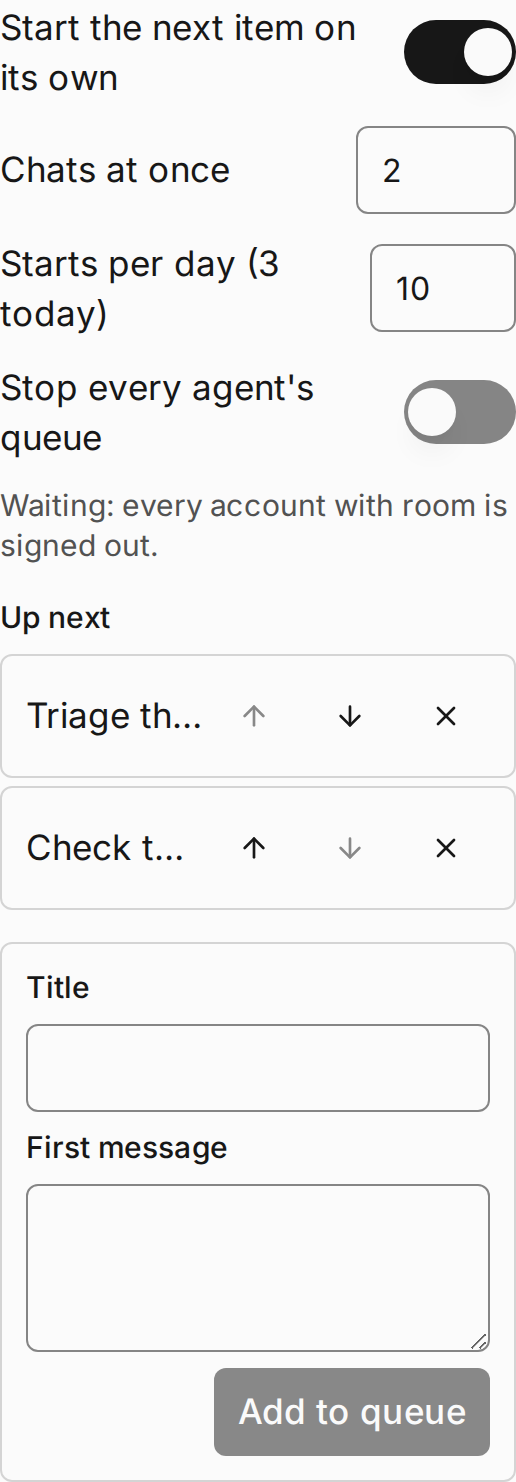 Start the next item on
its own
Chats at once
2
Starts per day (3
today)
10
Stop every agent's
queue
Waiting: every account with room is
signed out.
Up next
Triage th...
Check t...
Title
First message
Add to queue